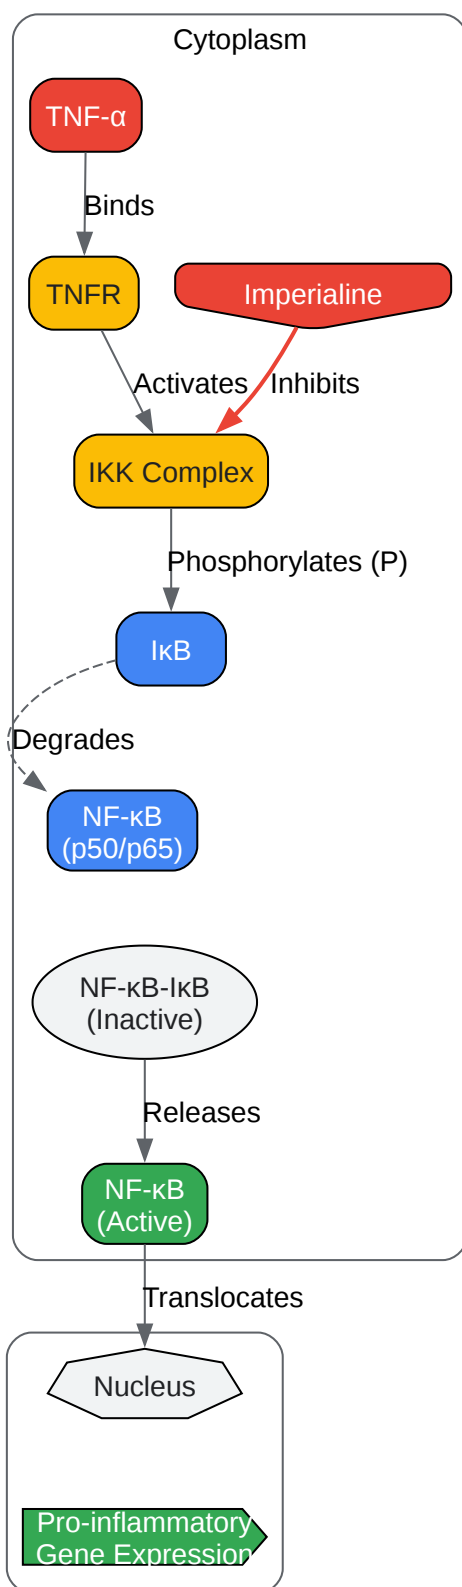 Cytoplasm
TNF-α
Binds
TNFR
Imperialine
Activates
Inhibits
IKK Complex
Phosphorylates (P)
IκB
Degrades
NF-κB
(p50/p65)
NF-κB-IκB
(Inactive)
Releases
NF-κB
(Active)
Translocates
Nucleus
Pro-inflammatory
Gene Expression